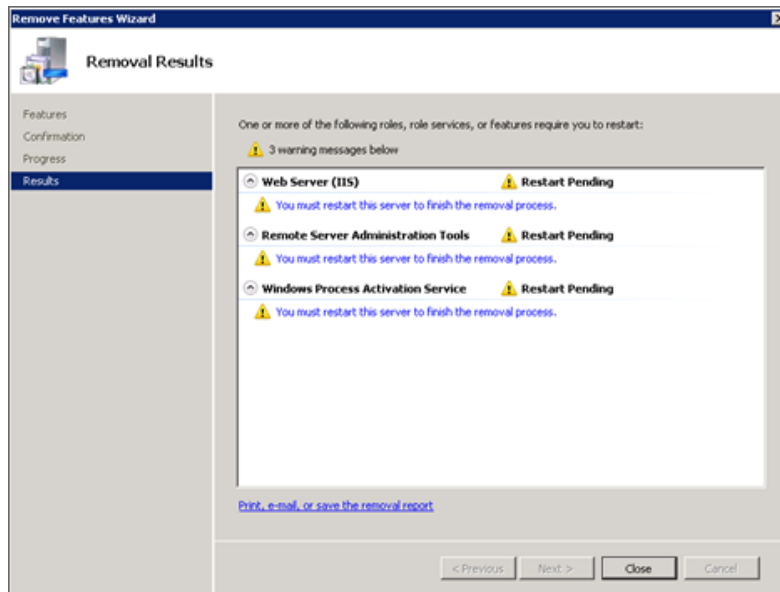 Remove Features Wizard
Removal Results
Features
Confirmation
Progress
Results
One or more of the following roles, role services, or features require you to restart:
3 warning messages below
Web Server (IIS) Restart Pending
You must restart this server to finish the removal process.
Remote Server Administration Tools Restart Pending
You must restart this server to finish the removal process.
Windows Process Activation Service Restart Pending
You must restart this server to finish the removal process.
Print, e-mail, or save the removal report
< Previous Next > Close Cancel